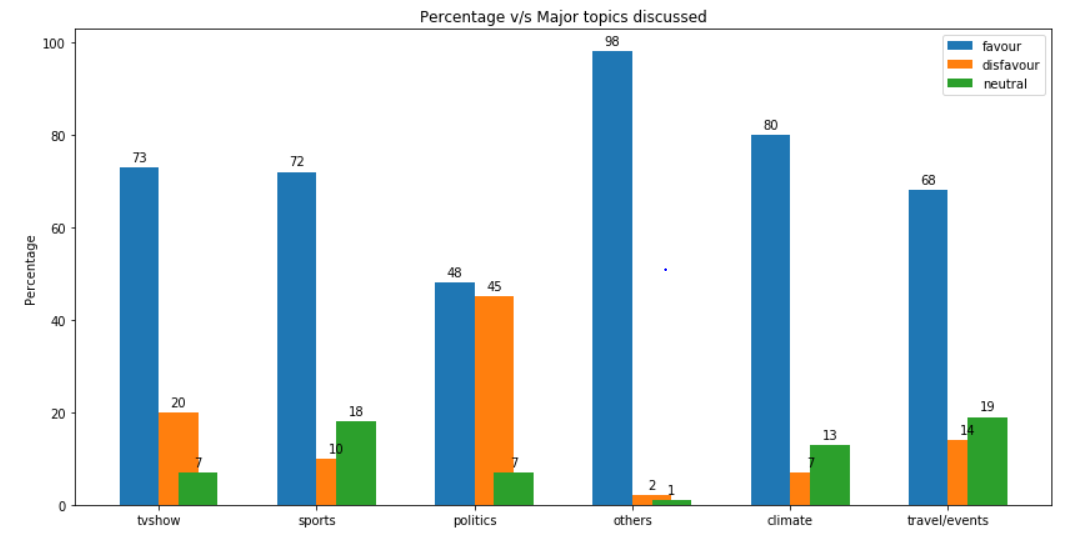 Percentage v/s Major topics discussed
favour
disfavour
neutral
Percentage
100
80
60
40
20
0
73
20
7
72
10
18
48
45
7
98
2
1
80
7
13
68
14
19
tvshow
sports
politics
others
climate
travel/events